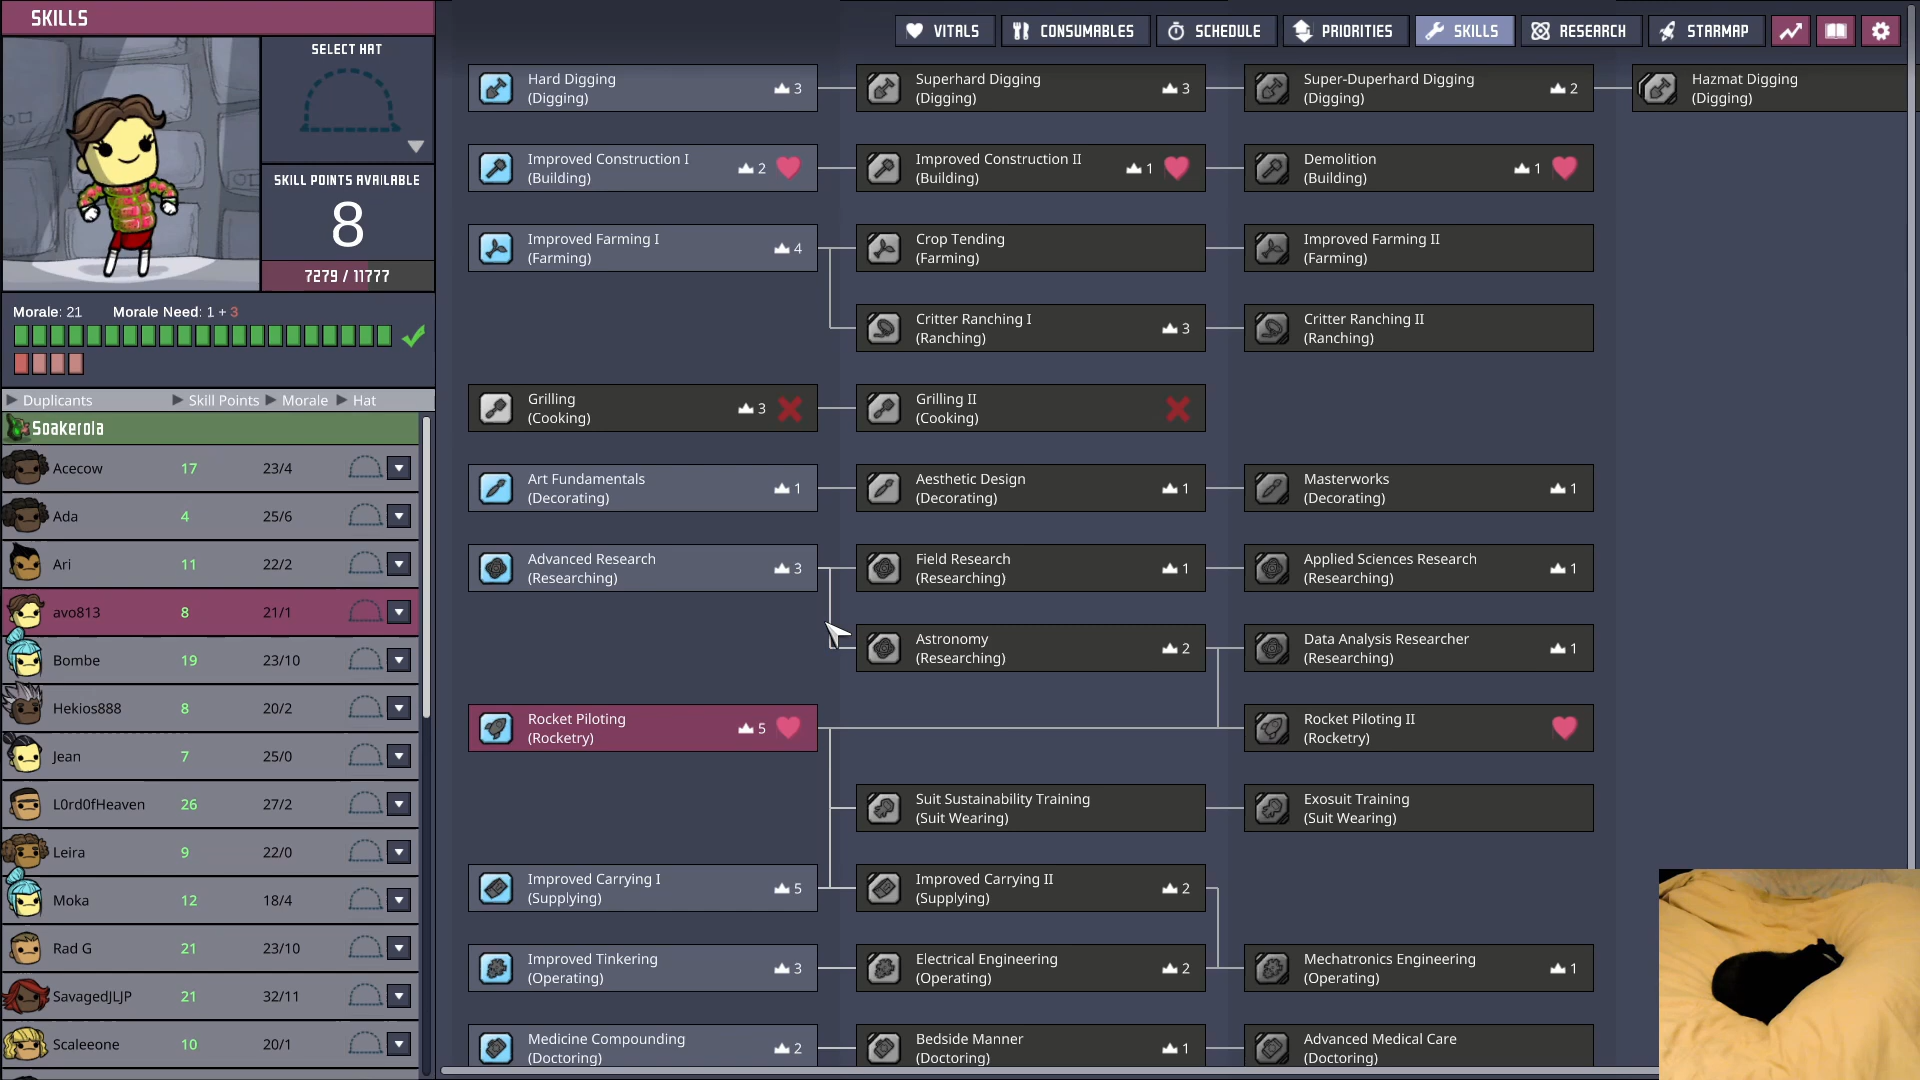 SKILLS
VITALS
CONSUMABLES
SCHEDULE
PRIORITIES
SKILLS
RESEARCH
STARMAP
SELECT HAT
SKILL POINTS AVAILABLE
8
7279 / 11777
Morale: 21 Morale Need: 1 + 3
Duplicants Skill Points Morale Hat
Soakerola
Acecow 17 23/4
Ada 4 25/6
Ari 11 22/2
avo813 8 21/1
Bombe 19 23/10
Hekios888 8 20/2
Jean 7 25/0
L0rd0fHeaven 26 27/2
Leira 9 22/0
Moka 12 18/4
Rad G 21 23/10
SavagedJLJP 21 32/11
Scaleeone 10 20/1
Hard Digging
(Digging)
3
Superhard Digging
(Digging)
3
Super-Duperhard Digging
(Digging)
2
Hazmat Digging
(Digging)
Improved Construction I
(Building)
2
Improved Construction II
(Building)
1
Demolition
(Building)
1
Improved Farming I
(Farming)
4
Crop Tending
(Farming)
Improved Farming II
(Farming)
Critter Ranching I
(Ranching)
3
Critter Ranching II
(Ranching)
Grilling
(Cooking)
3
Grilling II
(Cooking)
Art Fundamentals
(Decorating)
1
Aesthetic Design
(Decorating)
1
Masterworks
(Decorating)
1
Advanced Research
(Researching)
3
Field Research
(Researching)
1
Applied Sciences Research
(Researching)
1
Astronomy
(Researching)
2
Data Analysis Researcher
(Researching)
1
Rocket Piloting
(Rocketry)
5
Rocket Piloting II
(Rocketry)
Suit Sustainability Training
(Suit Wearing)
Exosuit Training
(Suit Wearing)
Improved Carrying I
(Supplying)
5
Improved Carrying II
(Supplying)
2
Improved Tinkering
(Operating)
3
Electrical Engineering
(Operating)
2
Mechatronics Engineering
(Operating)
1
Medicine Compounding
(Doctoring)
2
Bedside Manner
(Doctoring)
1
Advanced Medical Care
(Doctoring)